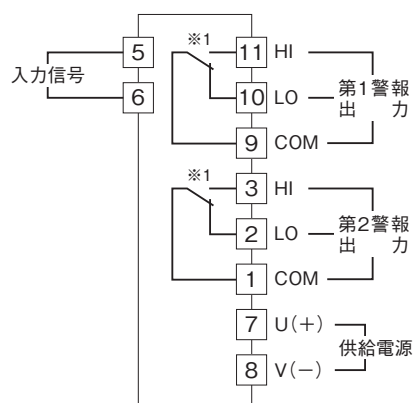 入力信号
5
6
※1
11 HI
10 LO
9 COM
第1警報
出 力
※1
3 HI
2 LO
1 COM
第2警報
出 力
7 U(+)
8 V(−)
供給電源